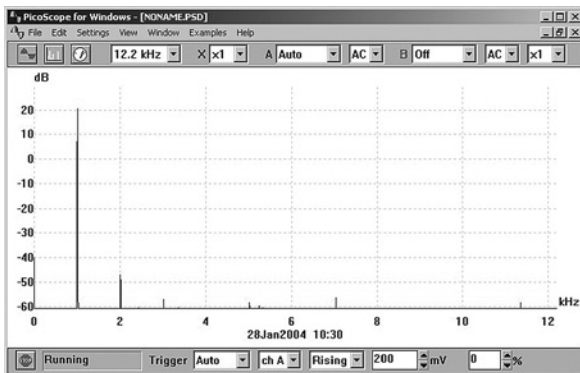 PicoScope for Windows - [NONAME.PSD]
File Edit Settings View Window Examples Help
12.2 kHz X x1 A Auto AC B Off AC x1
dB
20
10
0
-10
-20
-30
-40
-50
-60
0 2 4 6 8 10 12 kHz
28Jan2004 10:30
Running Trigger Auto ch A Rising 200 mV 0 %